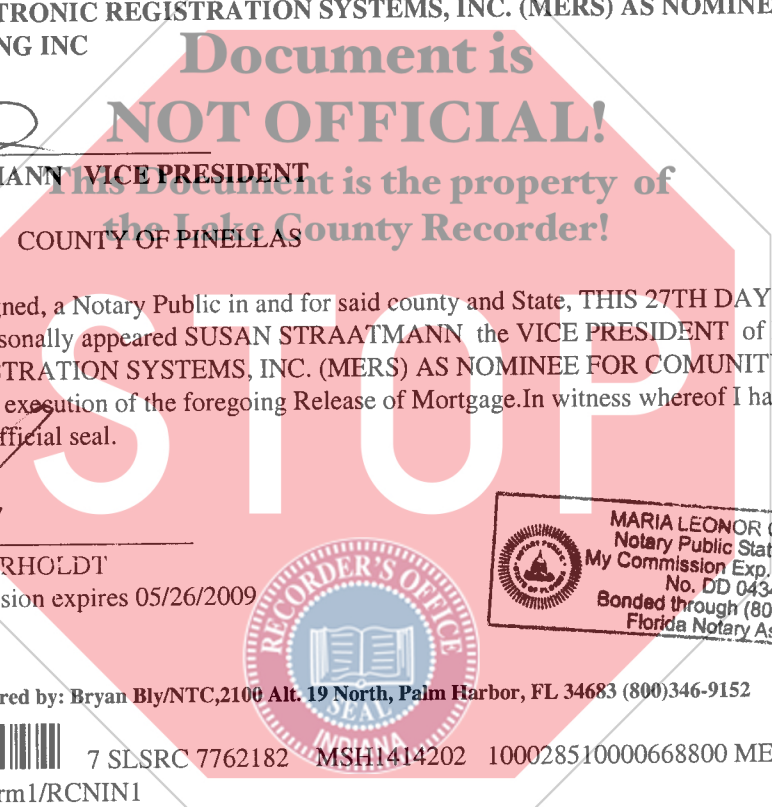 TRONIC REGISTRATION SYSTEMS, INC. (MERS) AS NOMINE
NG INC
Document is
NOT OFFICIAL!
This Document is the property of
the Lake County Recorder!
MANN VICE PRESIDENT
COUNTY OF PINELLAS
gned, a Notary Public in and for said county and State, THIS 27TH DAY
sonally appeared SUSAN STRAATMANN the VICE PRESIDENT of
STRATION SYSTEMS, INC. (MERS) AS NOMINEE FOR COMUNIT
execution of the foregoing Release of Mortgage.In witness whereof I ha
fficial seal.
STOP
RHOLDT
sion expires 05/26/2009
MARIA LEONOR
Notary Public Stat
My Commission Exp.
No. DD 043
Bonded through (80
Florida Notary As
NOTARY PUBLIC
STATE OF FL
RECORDER'S OFFICE
SEAL
INDIANA
red by: Bryan Bly/NTC,2100 Alt. 19 North, Palm Harbor, FL 34683 (800)346-9152
7 SLSRC 7762182 MSH1414202 100028510000668800 ME
rm1/RCNIN1